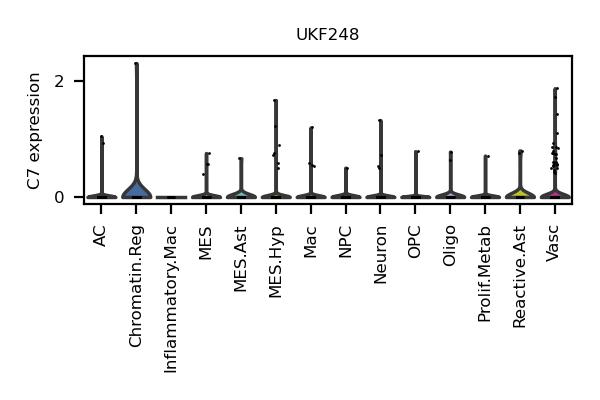 UKF248
C7 expression
2
0
AC
Chromatin.Reg
Inflammatory.Mac
MES
MES.Ast
MES.Hyp
Mac
NPC
Neuron
OPC
Oligo
Prolif.Metab
Reactive.Ast
Vasc